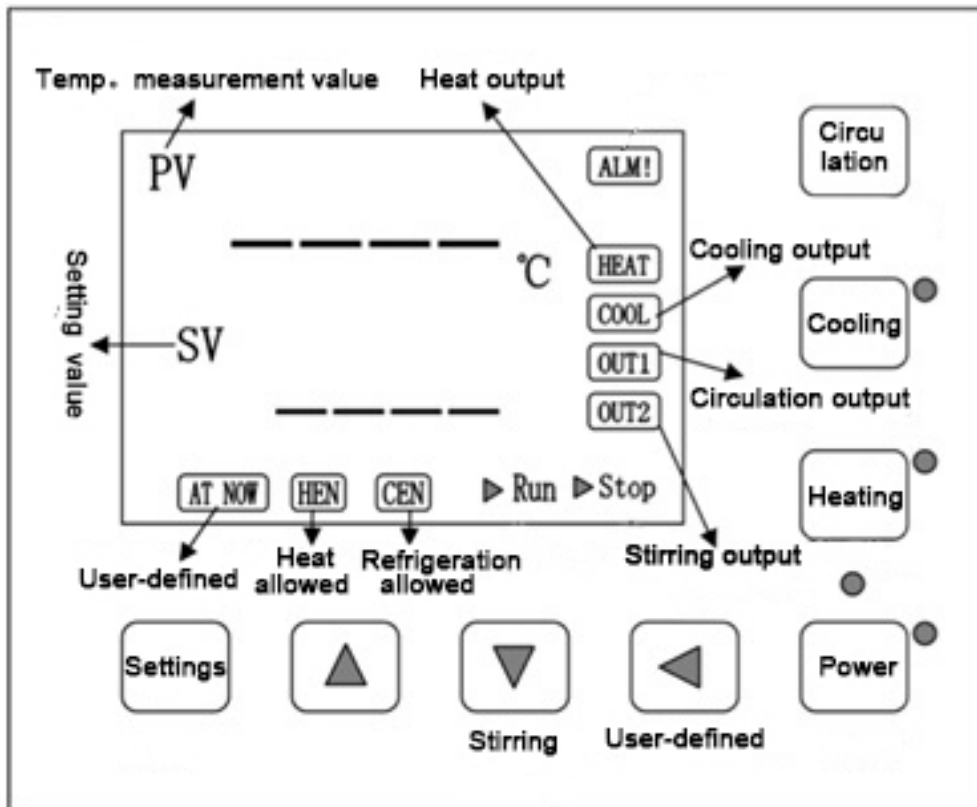 Temp. measurement value
Heat output
PV
ALM!
Circu
lation
HEAT
Cooling output
°C
COOL
Cooling
Setting value
SV
OUT1
Circulation output
OUT2
AT NOW
HEN
CEN
Run
Stop
Heating
User-defined
Heat
allowed
Refrigeration
allowed
Stirring output
Settings
Power
Stirring
User-defined